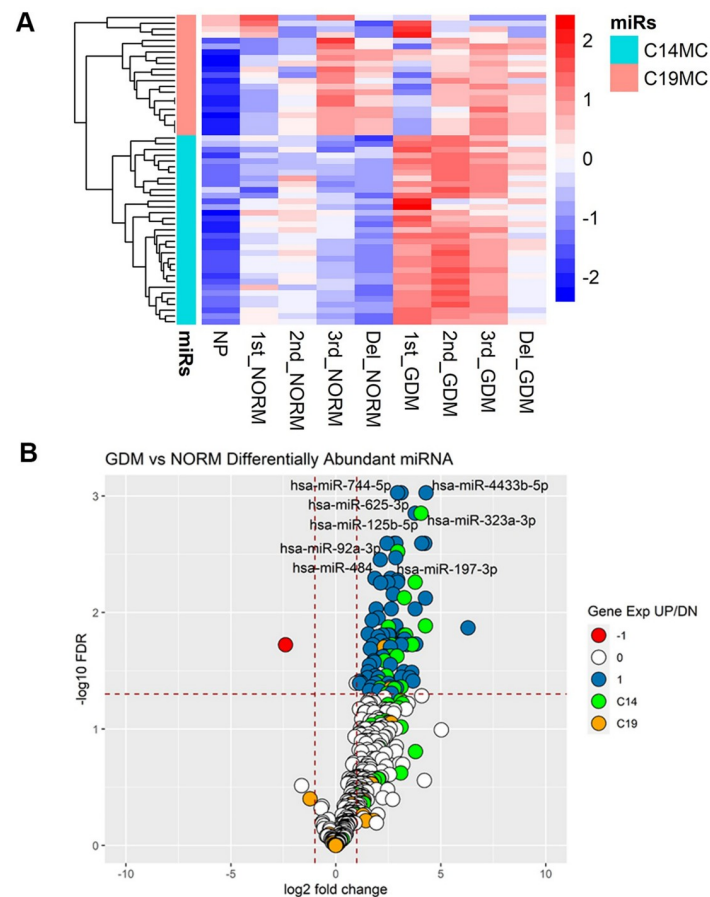 A
miRs
C14MC
C19MC
2
1
0
-1
-2
miRs
NP
1st_NORM
2nd_NORM
3rd_NORM
Del_NORM
1st_GDM
2nd_GDM
3rd_GDM
Del_GDM
B
GDM vs NORM Differentially Abundant miRNA
hsa-miR-744-5p
hsa-miR-4433b-5p
hsa-miR-625-3p
hsa-miR-323a-3p
hsa-miR-125b-5p
hsa-miR-92a-3p
hsa-miR-484
hsa-miR-197-3p
-log10 FDR
3
2
1
0
-10
-5
0
5
10
log2 fold change
Gene Exp UP/DN
-1
0
1
C14
C19